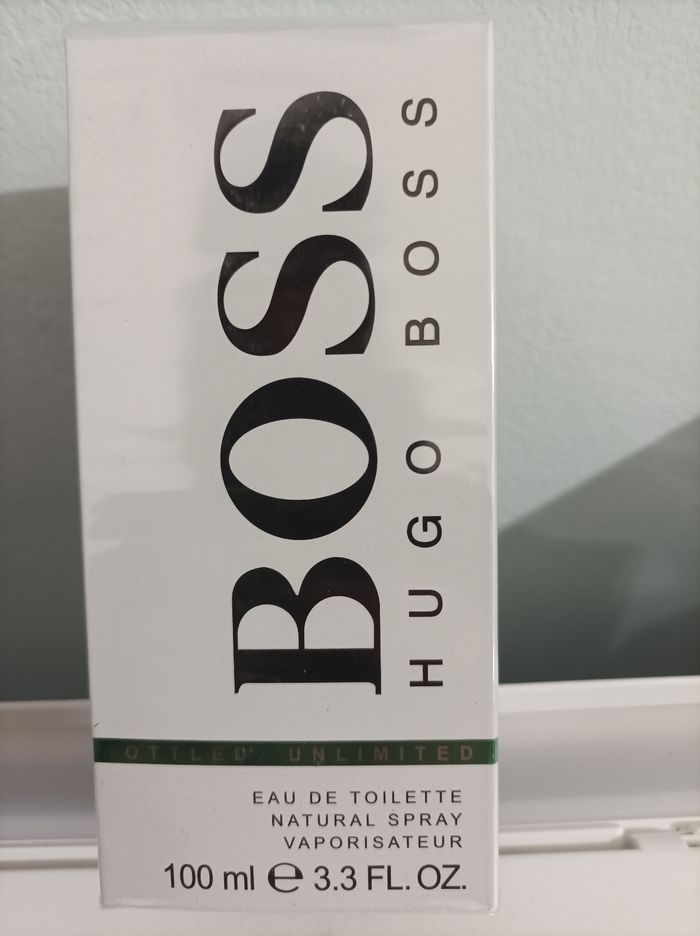 BOSS
HUGO BOSS
OTTLED. UNLIMITED
EAU DE TOILETTE
NATURAL SPRAY
VAPORISATEUR
100 ml ℮ 3.3 FL. OZ.